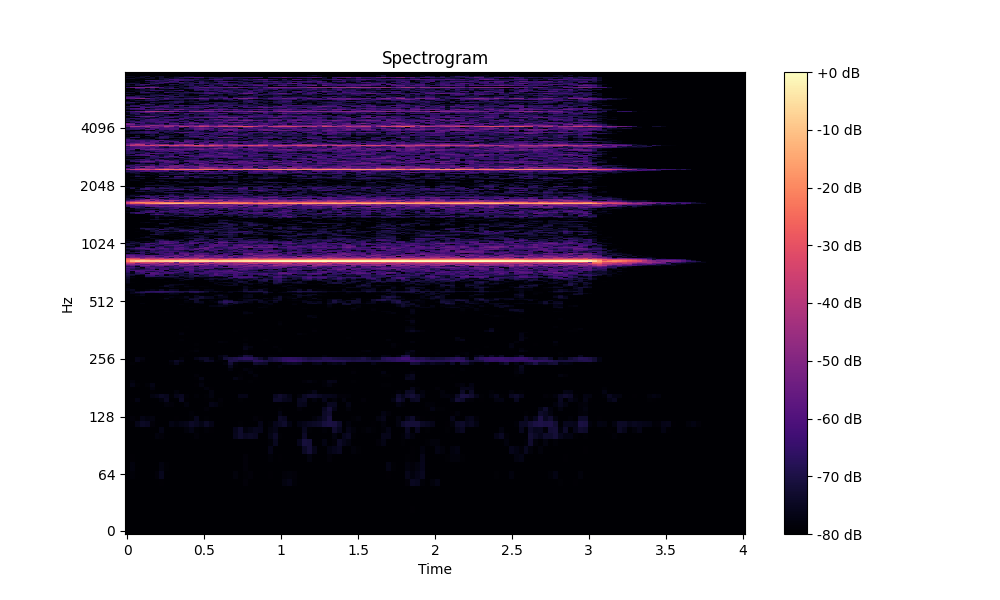 Spectrogram
Hz
4096
2048
1024
512
256
128
64
0
0 0.5 1 1.5 2 2.5 3 3.5 4
Time
+0 dB
-10 dB
-20 dB
-30 dB
-40 dB
-50 dB
-60 dB
-70 dB
-80 dB